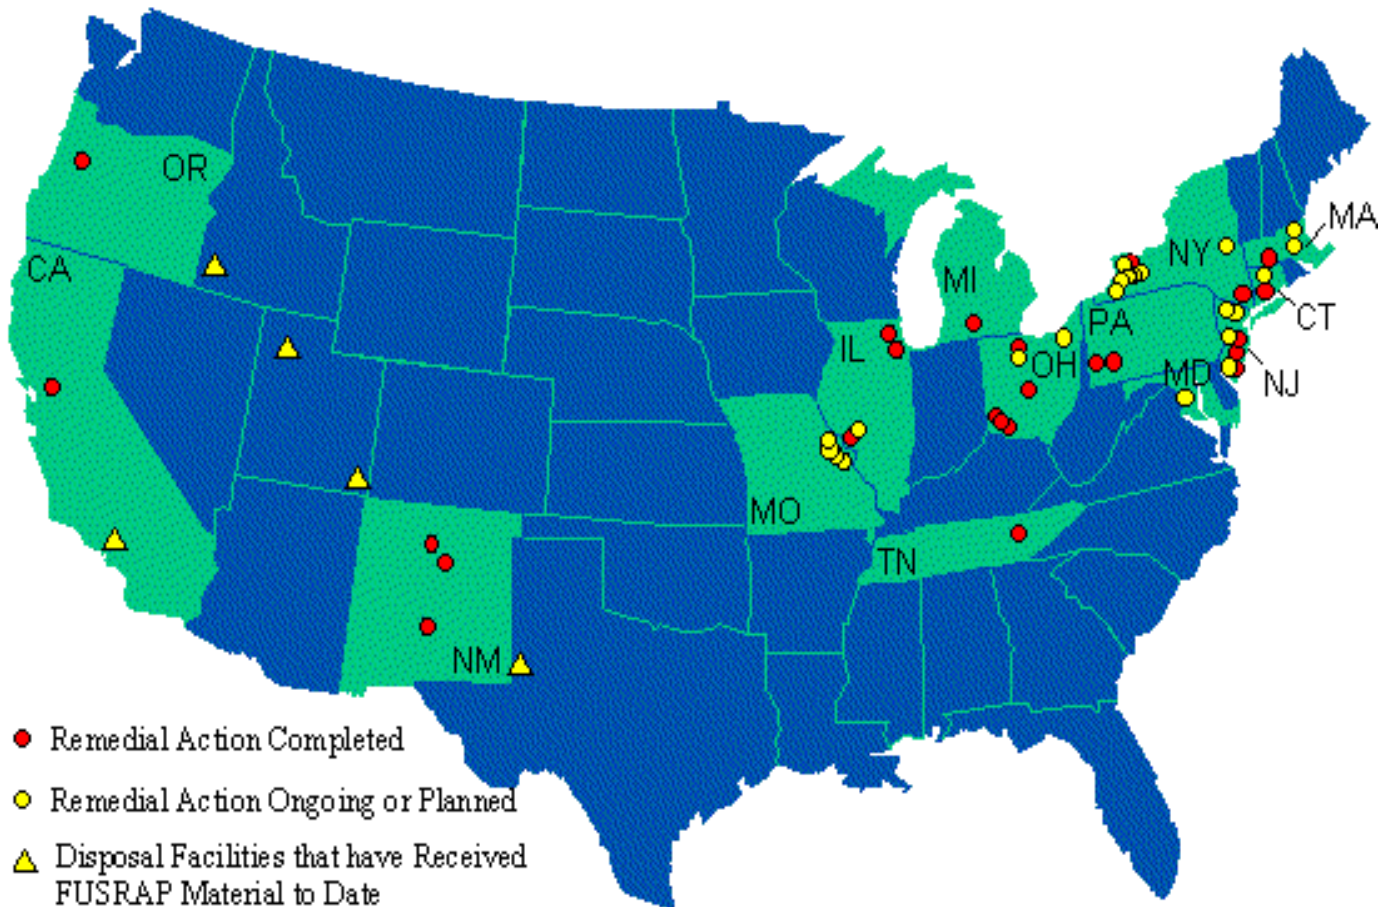 OR
MA
NY
CA
MI
CT
PA
IL
OH
MD
NJ
MO
TN
NM
Remedial Action Completed
Remedial Action Ongoing or Planned
Disposal Facilities that have Received
FUSRAP Material to Date